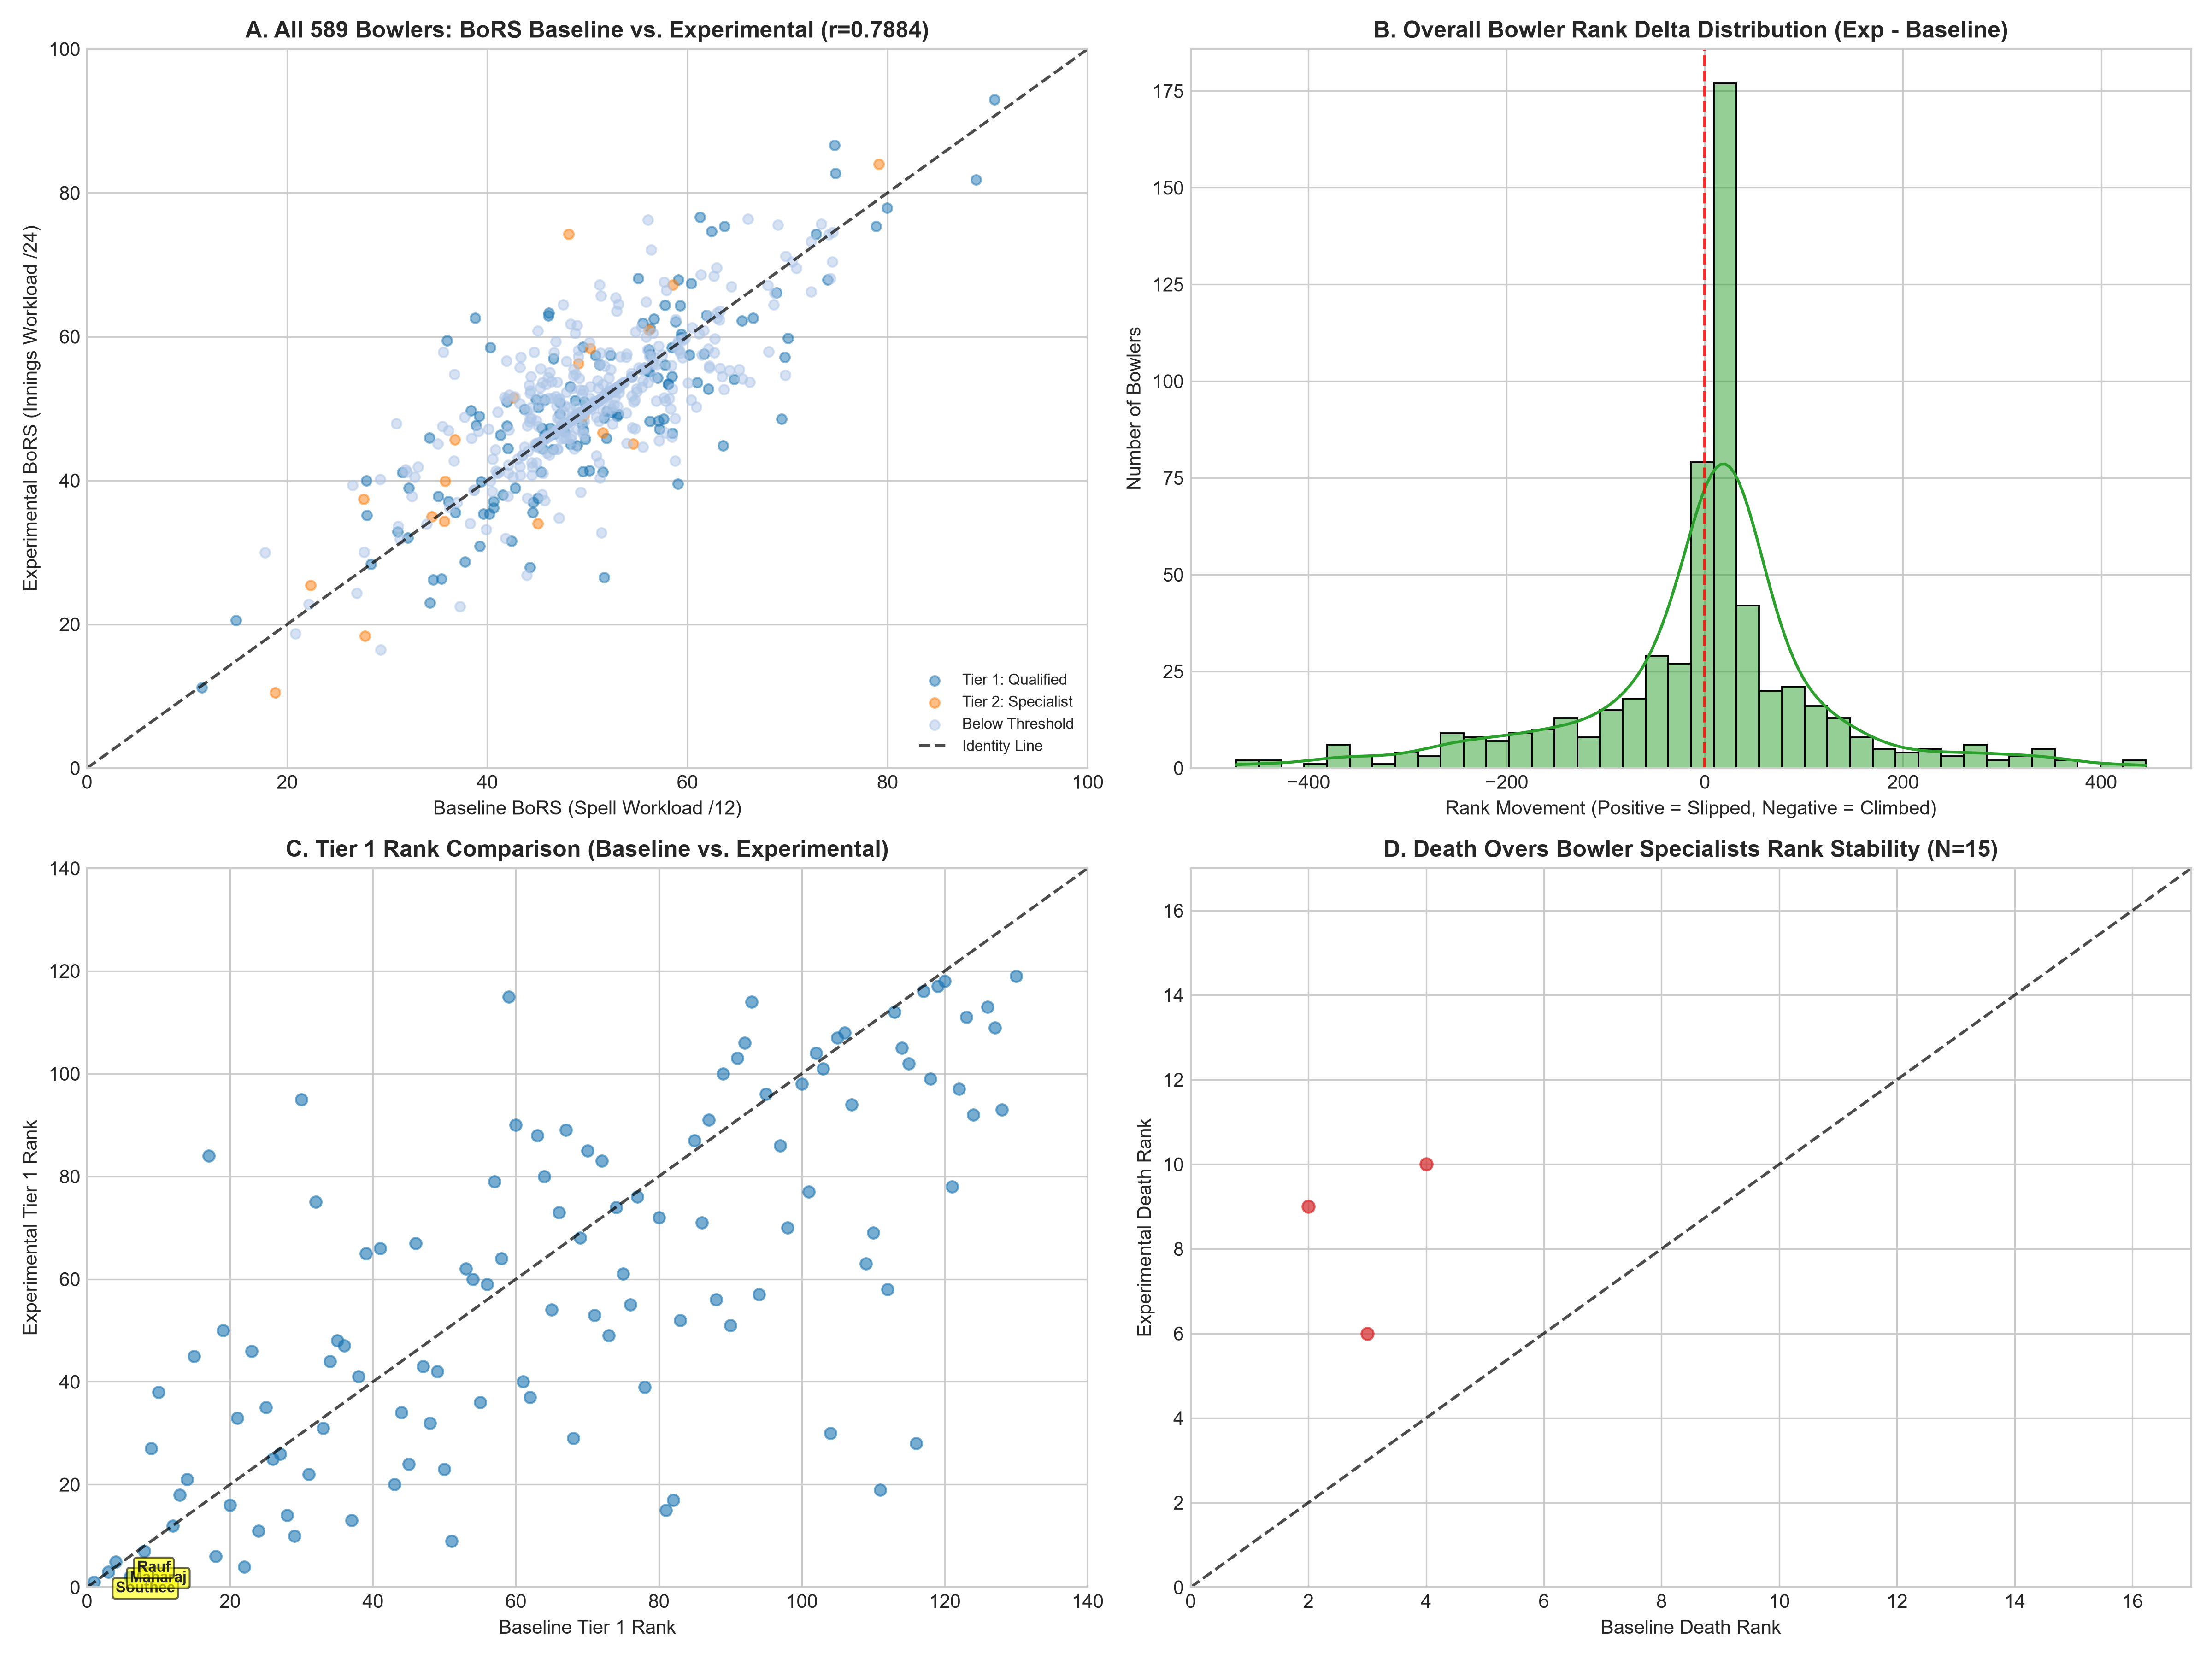 A. All 589 Bowlers: BoRS Baseline vs. Experimental (r=0.7884)
100
80
60
40
20
0
Experimental BoRS (Innings Workload /24)
Tier 1: Qualified
Tier 2: Specialist
Below Threshold
Identity Line
0 20 40 60 80 100
Baseline BoRS (Spell Workload /12)
B. Overall Bowler Rank Delta Distribution (Exp - Baseline)
175
150
125
100
75
50
25
0
Number of Bowlers
−400 −200 0 200 400
Rank Movement (Positive = Slipped, Negative = Climbed)
C. Tier 1 Rank Comparison (Baseline vs. Experimental)
140
120
100
80
60
40
20
0
Experimental Tier 1 Rank
Rauf
Maharaj
Southee
0 20 40 60 80 100 120 140
Baseline Tier 1 Rank
D. Death Overs Bowler Specialists Rank Stability (N=15)
16
14
12
10
8
6
4
2
0
Experimental Death Rank
0 2 4 6 8 10 12 14 16
Baseline Death Rank